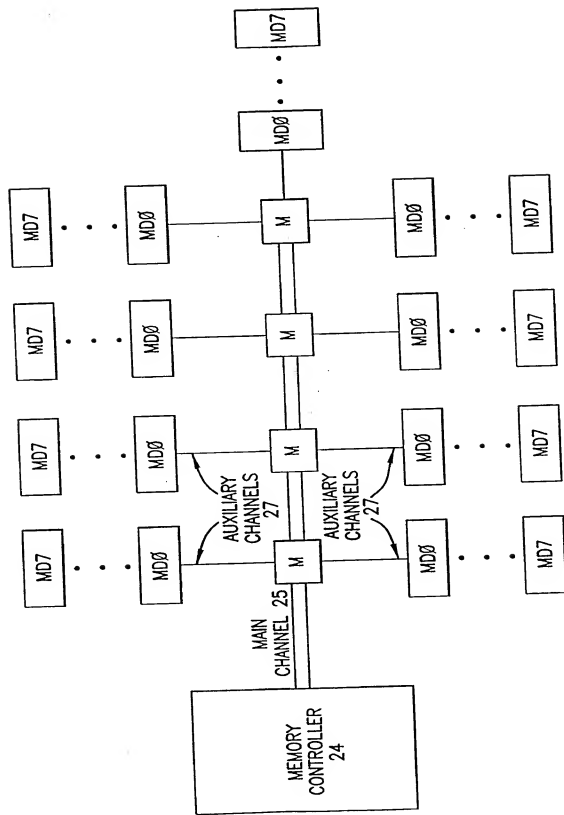 MD7
MD7
MD7
MD7
MDØ
MDØ
MDØ
MDØ
AUXILIARY
CHANNELS
27
MAIN
CHANNEL 25
MEMORY
CONTROLLER
24
M
M
M
M
MDØ
MD7
AUXILIARY
CHANNELS
27
MDØ
MDØ
MDØ
MDØ
MD7
MD7
MD7
MD7